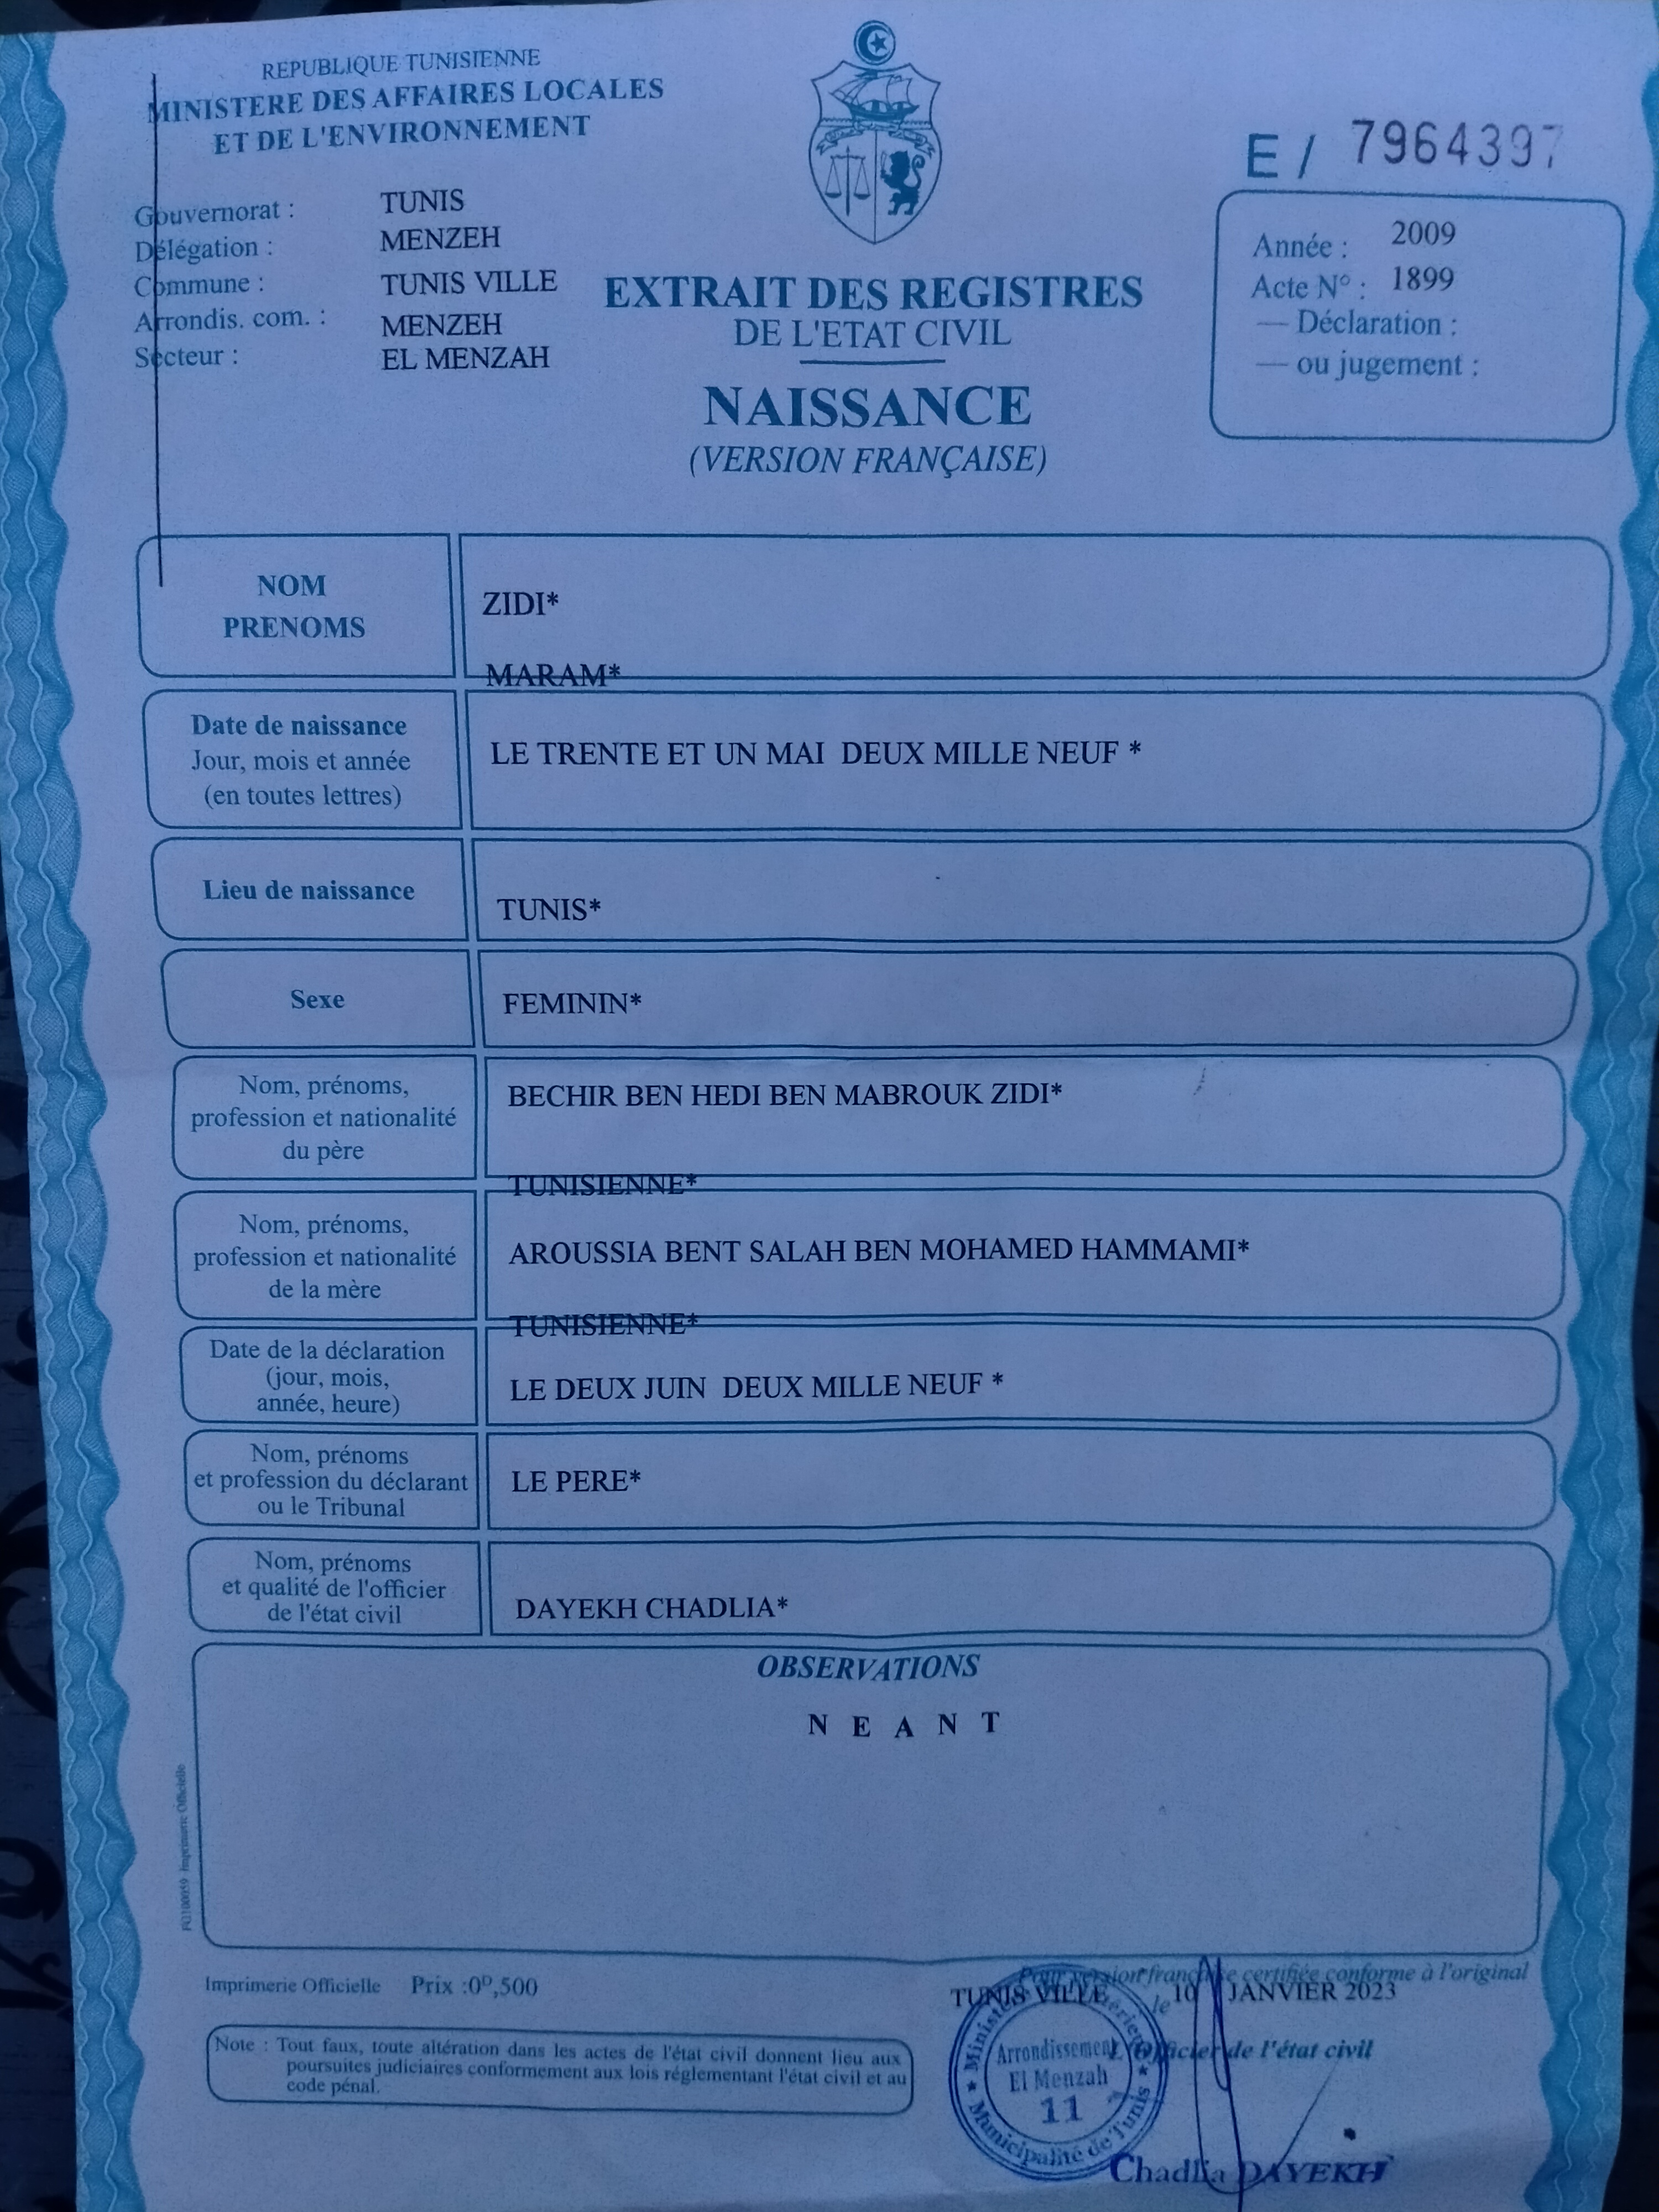 REPUBLIQUE TUNISIENNE
MINISTERE DES AFFAIRES LOCALES
ET DE L'ENVIRONNEMENT
E / 7964397
Gouvernorat : TUNIS
Délégation : MENZEH
Commune : TUNIS VILLE
Arrondis. com. : MENZEH
Secteur : EL MENZAH
EXTRAIT DES REGISTRES
DE L'ETAT CIVIL
NAISSANCE
(VERSION FRANÇAISE)
Année : 2009
Acte N° : 1899
— Déclaration :
— ou jugement :
NOM
PRENOMS
ZIDI*
MARAM*
Date de naissance
Jour, mois et année
(en toutes lettres)
LE TRENTE ET UN MAI DEUX MILLE NEUF *
Lieu de naissance
TUNIS*
Sexe
FEMININ*
Nom, prénoms,
profession et nationalité
du père
BECHIR BEN HEDI BEN MABROUK ZIDI*
TUNISIENNE*
Nom, prénoms,
profession et nationalité
de la mère
AROUSSIA BENT SALAH BEN MOHAMED HAMMAMI*
TUNISIENNE*
Date de la déclaration
(jour, mois,
année, heure)
LE DEUX JUIN DEUX MILLE NEUF *
Nom, prénoms
et profession du déclarant
ou le Tribunal
LE PERE*
Nom, prénoms
et qualité de l'officier
de l'état civil
DAYEKH CHADLIA*
OBSERVATIONS
N E A N T
Imprimerie Officielle
Imprimerie Officielle Prix :0ᴰ,500
Pour version française certifiée conforme à l'original
TUNIS VILLE le 10 JANVIER 2023
Officier de l'état civil
Note : Tout faux, toute altération dans les actes de l'état civil donnent lieu aux
poursuites judiciaires conformement aux lois réglementant l'état civil et au
code pénal.
Arrondissement
El Menzah
11
Municipalité de Tunis
Chadlia DAYEKH